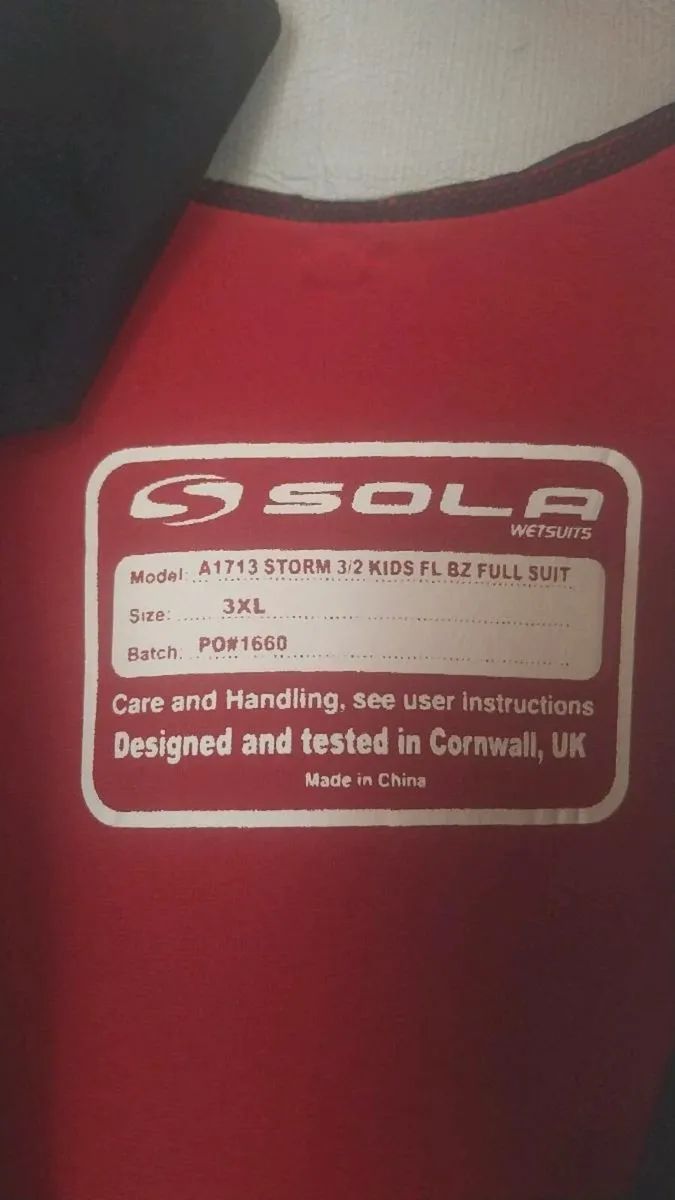 SOLA
WETSUITS
Model: A1713 STORM 3/2 KIDS FL BZ FULL SUIT
Size: 3XL
Batch: PO#1660
Care and Handling, see user instructions
Designed and tested in Cornwall, UK
Made in China